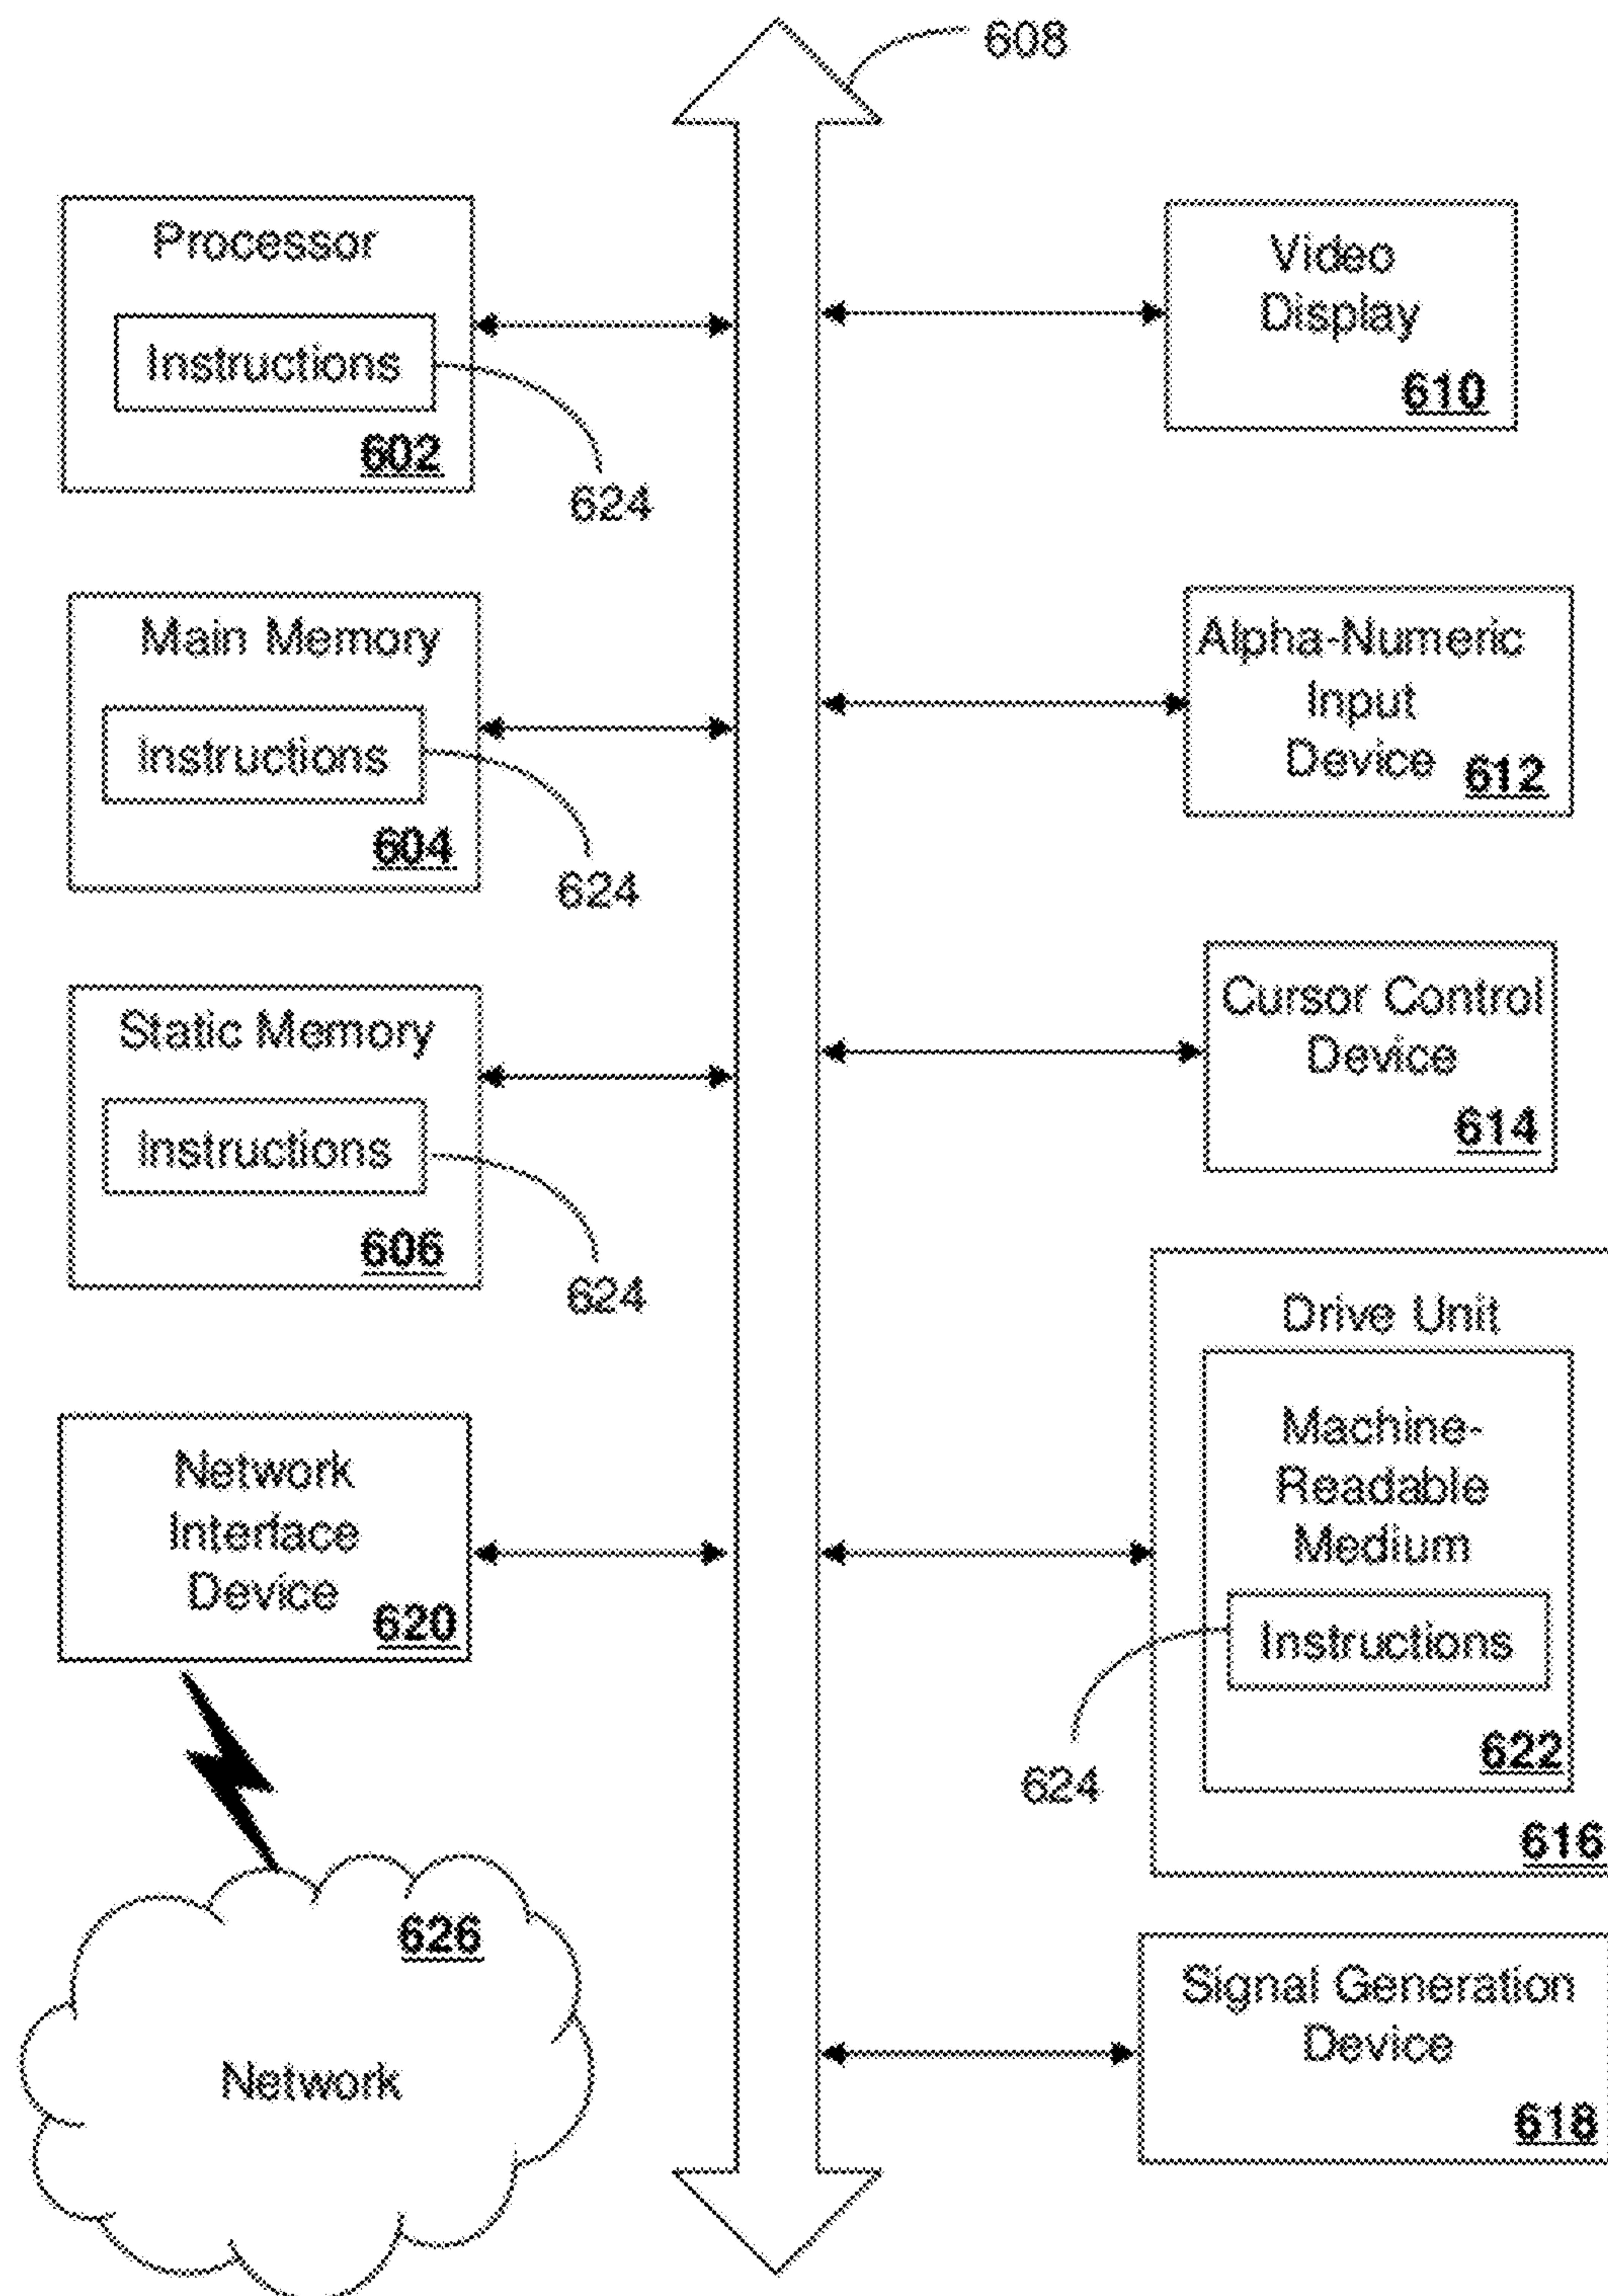 608
Processor
Instructions
602
624
Main Memory
Instructions
604
624
Static Memory
Instructions
606
624
Network
Interface
Device
620
626
Network
Video
Display
610
Alpha-Numeric
Input
Device 612
Cursor Control
Device
614
Drive Unit
Machine-
Readable
Medium
Instructions
622
624
616
Signal Generation
Device
618